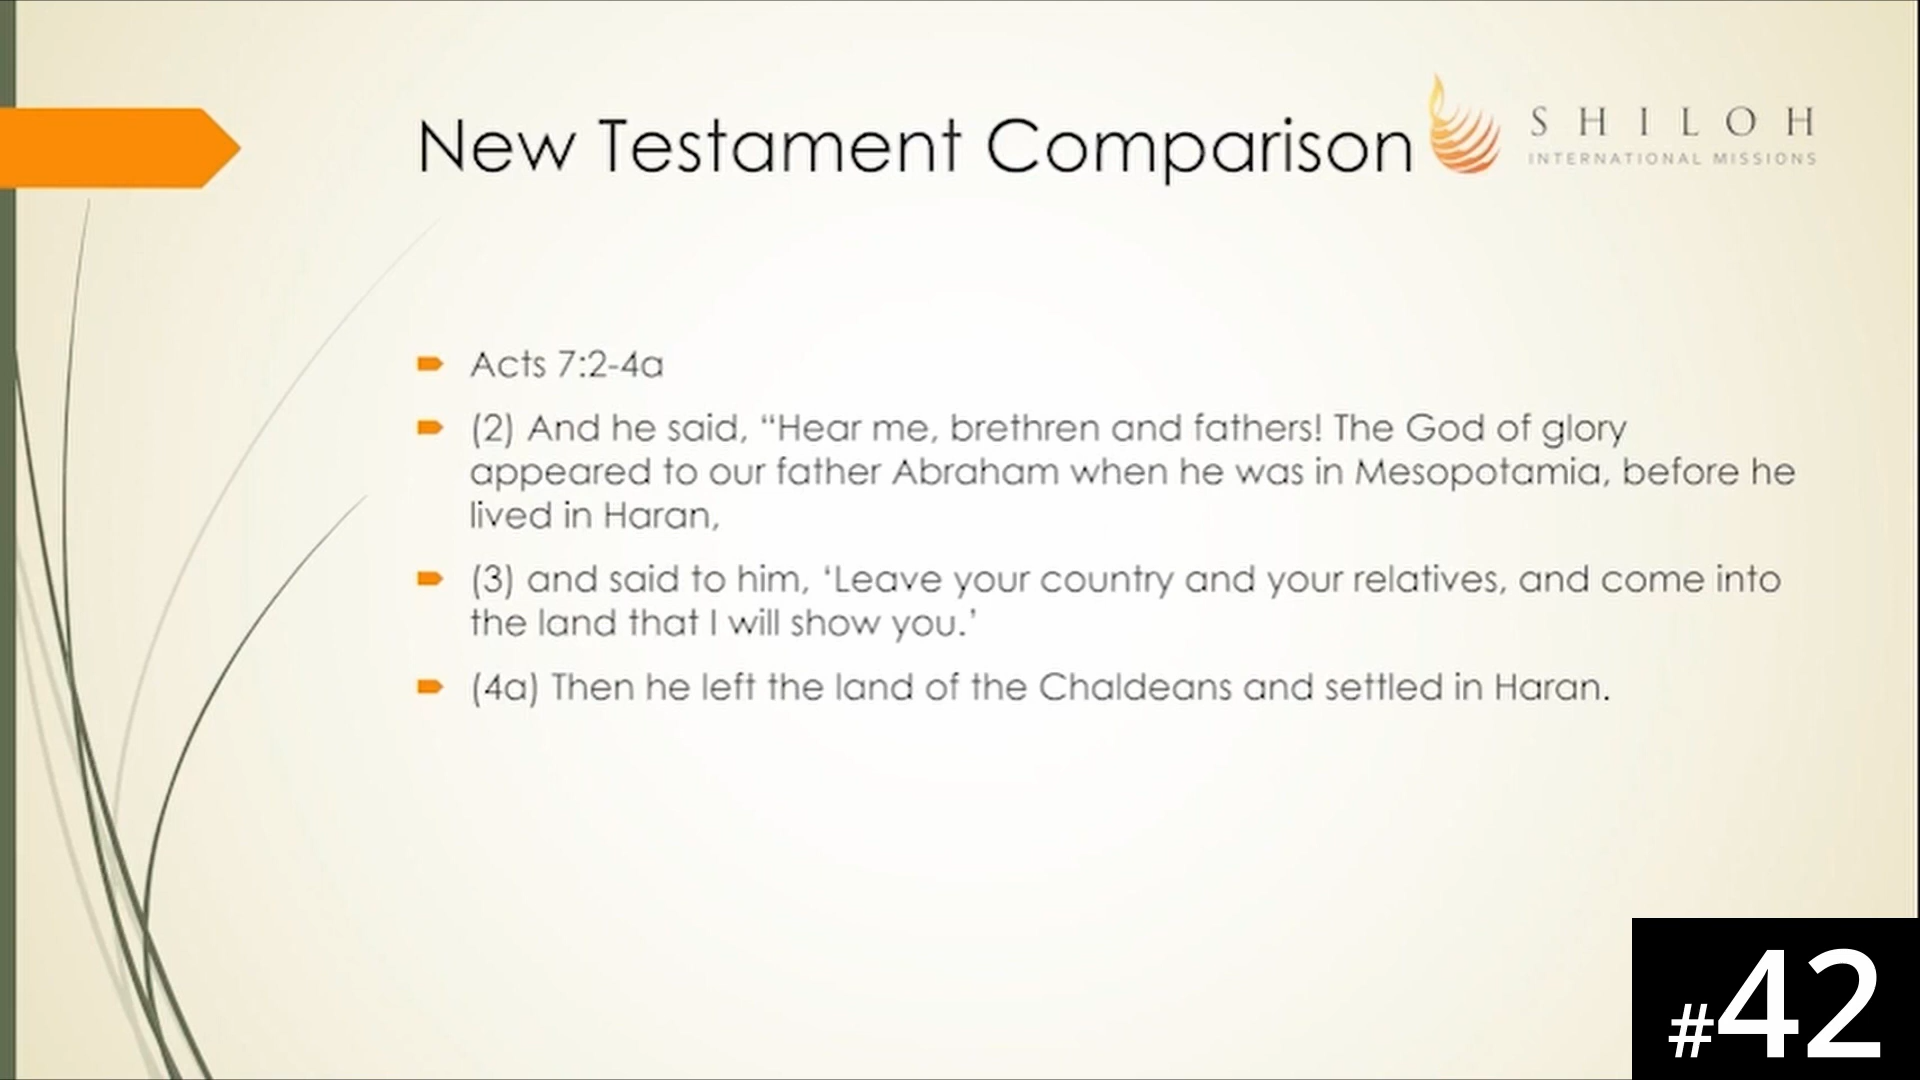 New Testament Comparison
SHILOH
INTERNATIONAL MISSIONS
Acts 7:2-4a
(2) And he said, “Hear me, brethren and fathers! The God of glory
appeared to our father Abraham when he was in Mesopotamia, before he
lived in Haran,
(3) and said to him, ‘Leave your country and your relatives, and come into
the land that I will show you.’
(4a) Then he left the land of the Chaldeans and settled in Haran.
#42